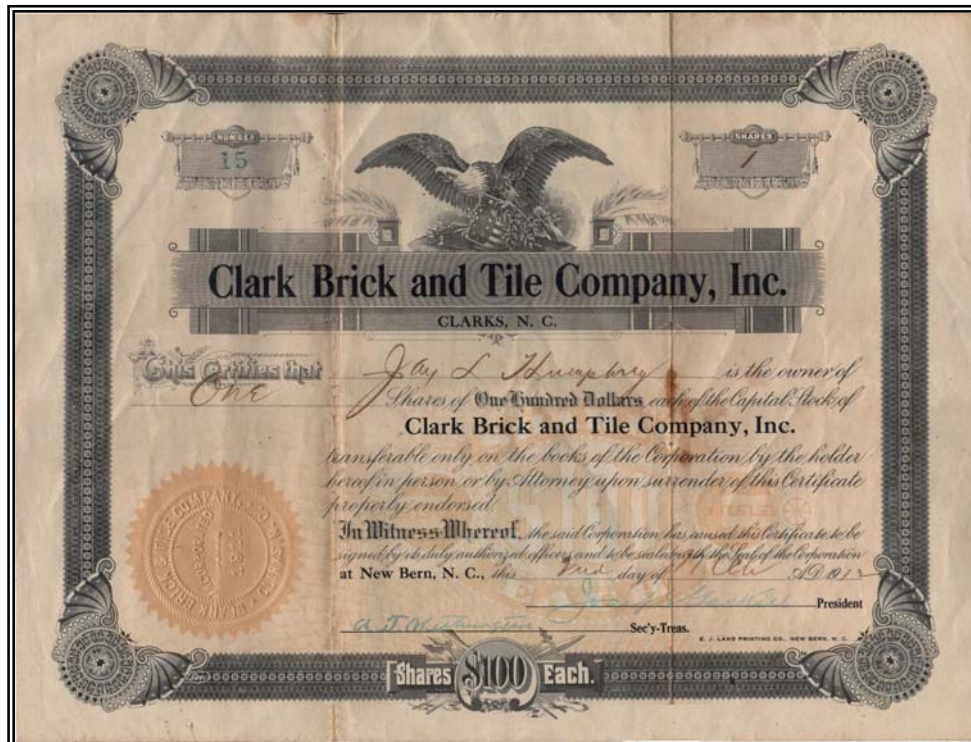 NUMBER
15
SHARES
1
Clark Brick and Tile Company, Inc.
CLARKS, N. C.
This Certifies that Jay L Humphrey is the owner of
One Shares of One Hundred Dollars each of the Capital Stock of
Clark Brick and Tile Company, Inc.
transferable only on the books of the Corporation by the holder
hereof in person or by Attorney upon surrender of this Certificate
properly endorsed.
In Witness Whereof, the said Corporation has caused this Certificate to be
signed by its duly authorized officers and to be sealed with the Seal of the Corporation
at New Bern, N. C., this 2nd day of Mch A.D. 1912
President
Sec'y-Treas.
E. J. LAND PRINTING CO., NEW BERN, N. C.
Shares $100 Each.